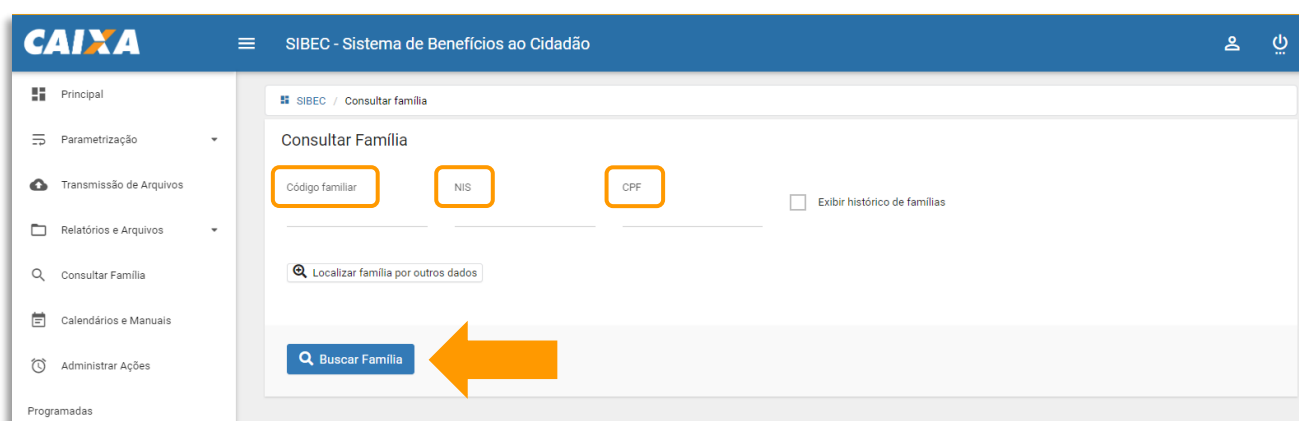 CAIXA
SIBEC - Sistema de Benefícios ao Cidadão
Principal
Parametrização
Transmissão de Arquivos
Relatórios e Arquivos
Consultar Família
Calendários e Manuais
Administrar Ações
Programadas
SIBEC / Consultar família
Consultar Família
Código familiar NIS CPF
Exibir histórico de famílias
Localizar família por outros dados
Buscar Família